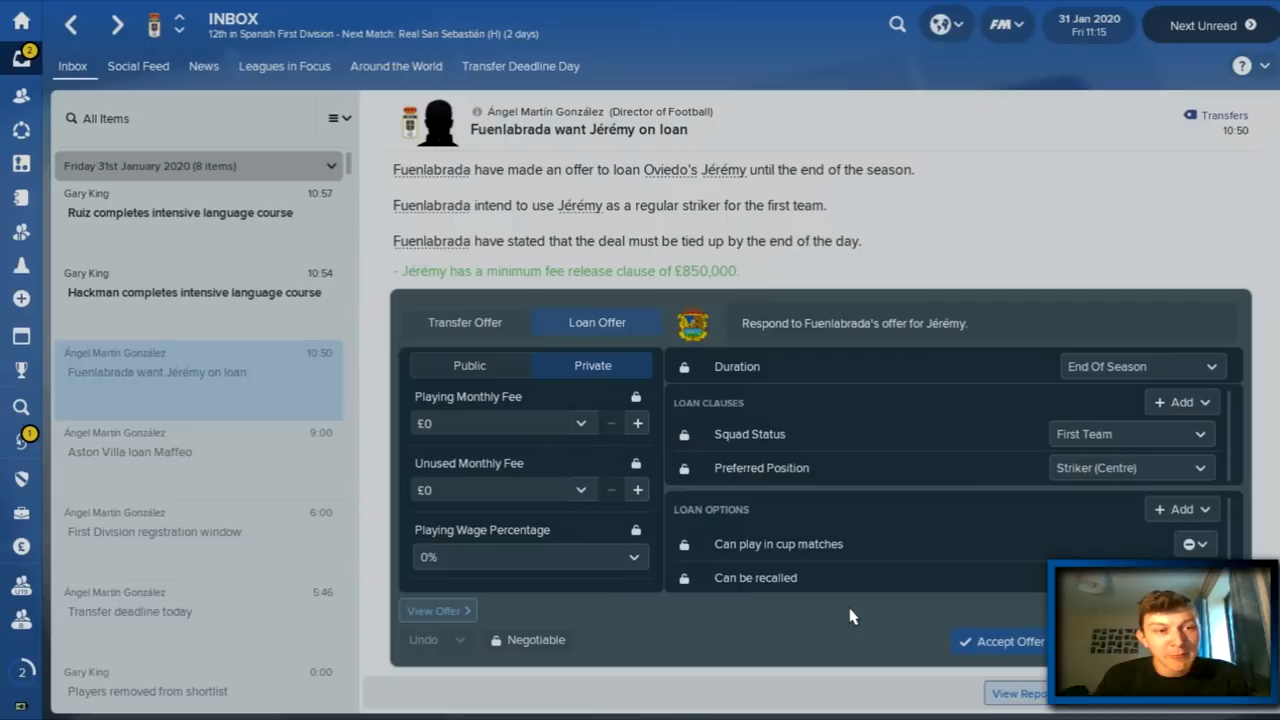 INBOX
12th in Spanish First Division - Next Match: Real San Sebastián (H) (2 days)
FM
31 Jan 2020
Fri 11:15
Next Unread
2
Inbox
Social Feed
News
Leagues in Focus
Around the World
Transfer Deadline Day
?
All Items
Friday 31st January 2020 (8 items)
Gary King 10:57
Ruiz completes intensive language course
Gary King 10:54
Hackman completes intensive language course
Ángel Martín González 10:50
Fuenlabrada want Jérémy on loan
Ángel Martín González 9:00
Aston Villa loan Maffeo
Ángel Martín González 6:00
First Division registration window
Ángel Martín González 5:46
Transfer deadline today
Gary King 0:00
Players removed from shortlist
1
U19
2
Ángel Martín González (Director of Football)
Fuenlabrada want Jérémy on loan
Transfers
10:50
Fuenlabrada have made an offer to loan Oviedo's Jérémy until the end of the season.
Fuenlabrada intend to use Jérémy as a regular striker for the first team.
Fuenlabrada have stated that the deal must be tied up by the end of the day.
- Jérémy has a minimum fee release clause of £850,000.
Transfer Offer
Loan Offer
Respond to Fuenlabrada's offer for Jérémy.
Public
Private
Playing Monthly Fee
£0
Unused Monthly Fee
£0
Playing Wage Percentage
0%
Duration
End Of Season
LOAN CLAUSES
Add
Squad Status
First Team
Preferred Position
Striker (Centre)
LOAN OPTIONS
Add
Can play in cup matches
Can be recalled
View Offer
Undo
Negotiable
Accept Offer
View Repo